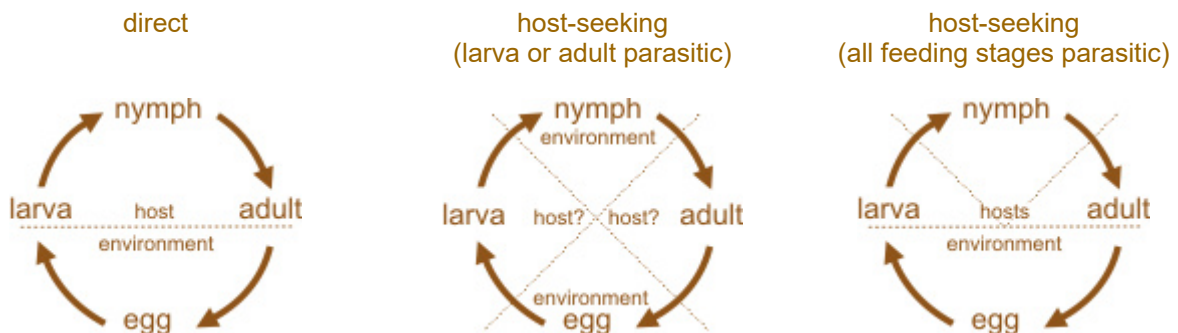 direct
nymph
larva host adult
environment
egg
host-seeking
(larva or adult parasitic)
nymph
environment
larva host? host? adult
environment
egg
host-seeking
(all feeding stages parasitic)
nymph
larva hosts adult
environment
egg